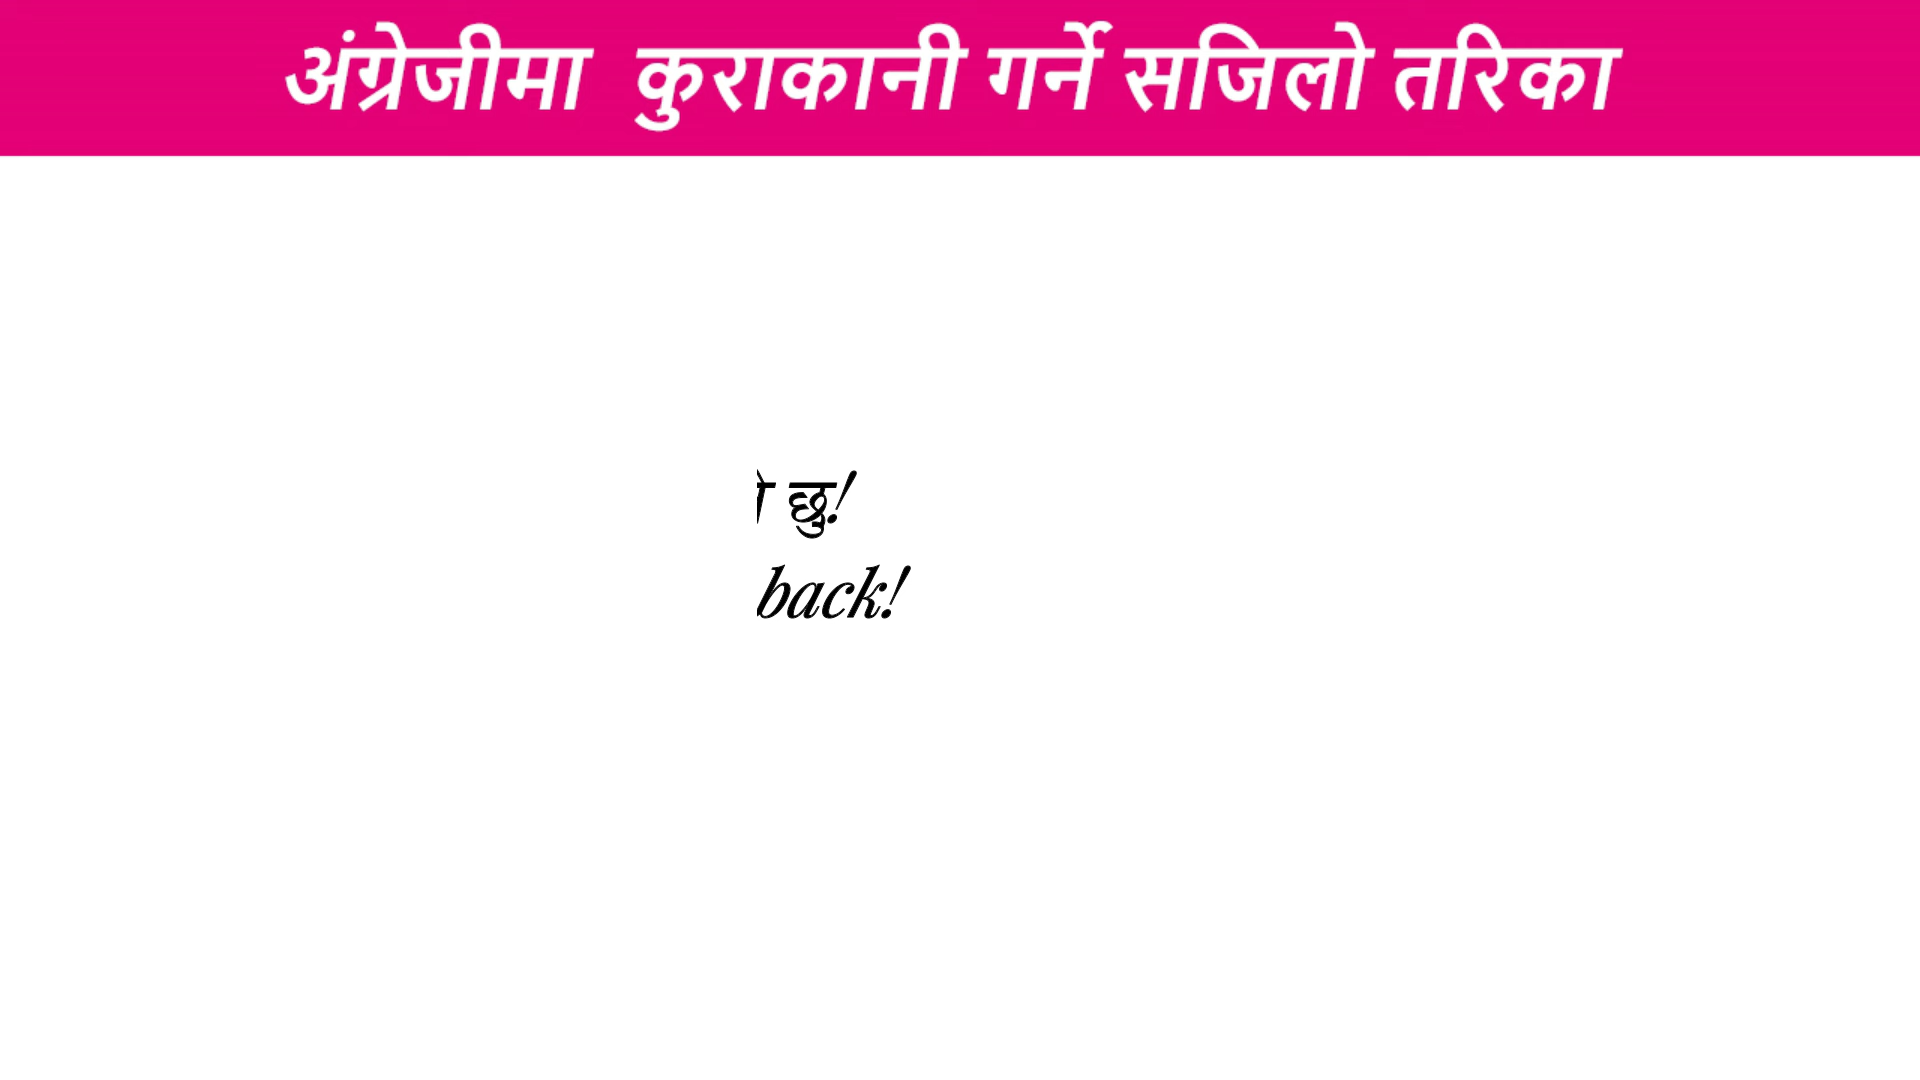 अंग्रेजीमा कुराकानी गर्ने सजिलो तरिका
छु!
back!